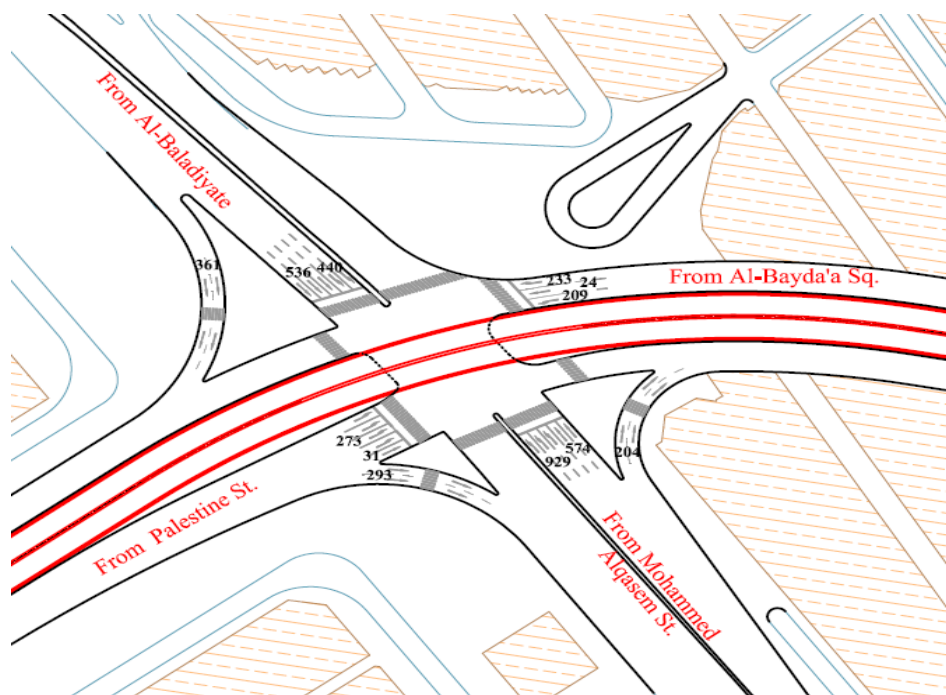 From Al-Baladiyate
361
536 440
233 24
209
From Al-Bayda'a Sq.
273
31
293
From Palestine St.
574
929
204
From Mohammed
Alqasem St.